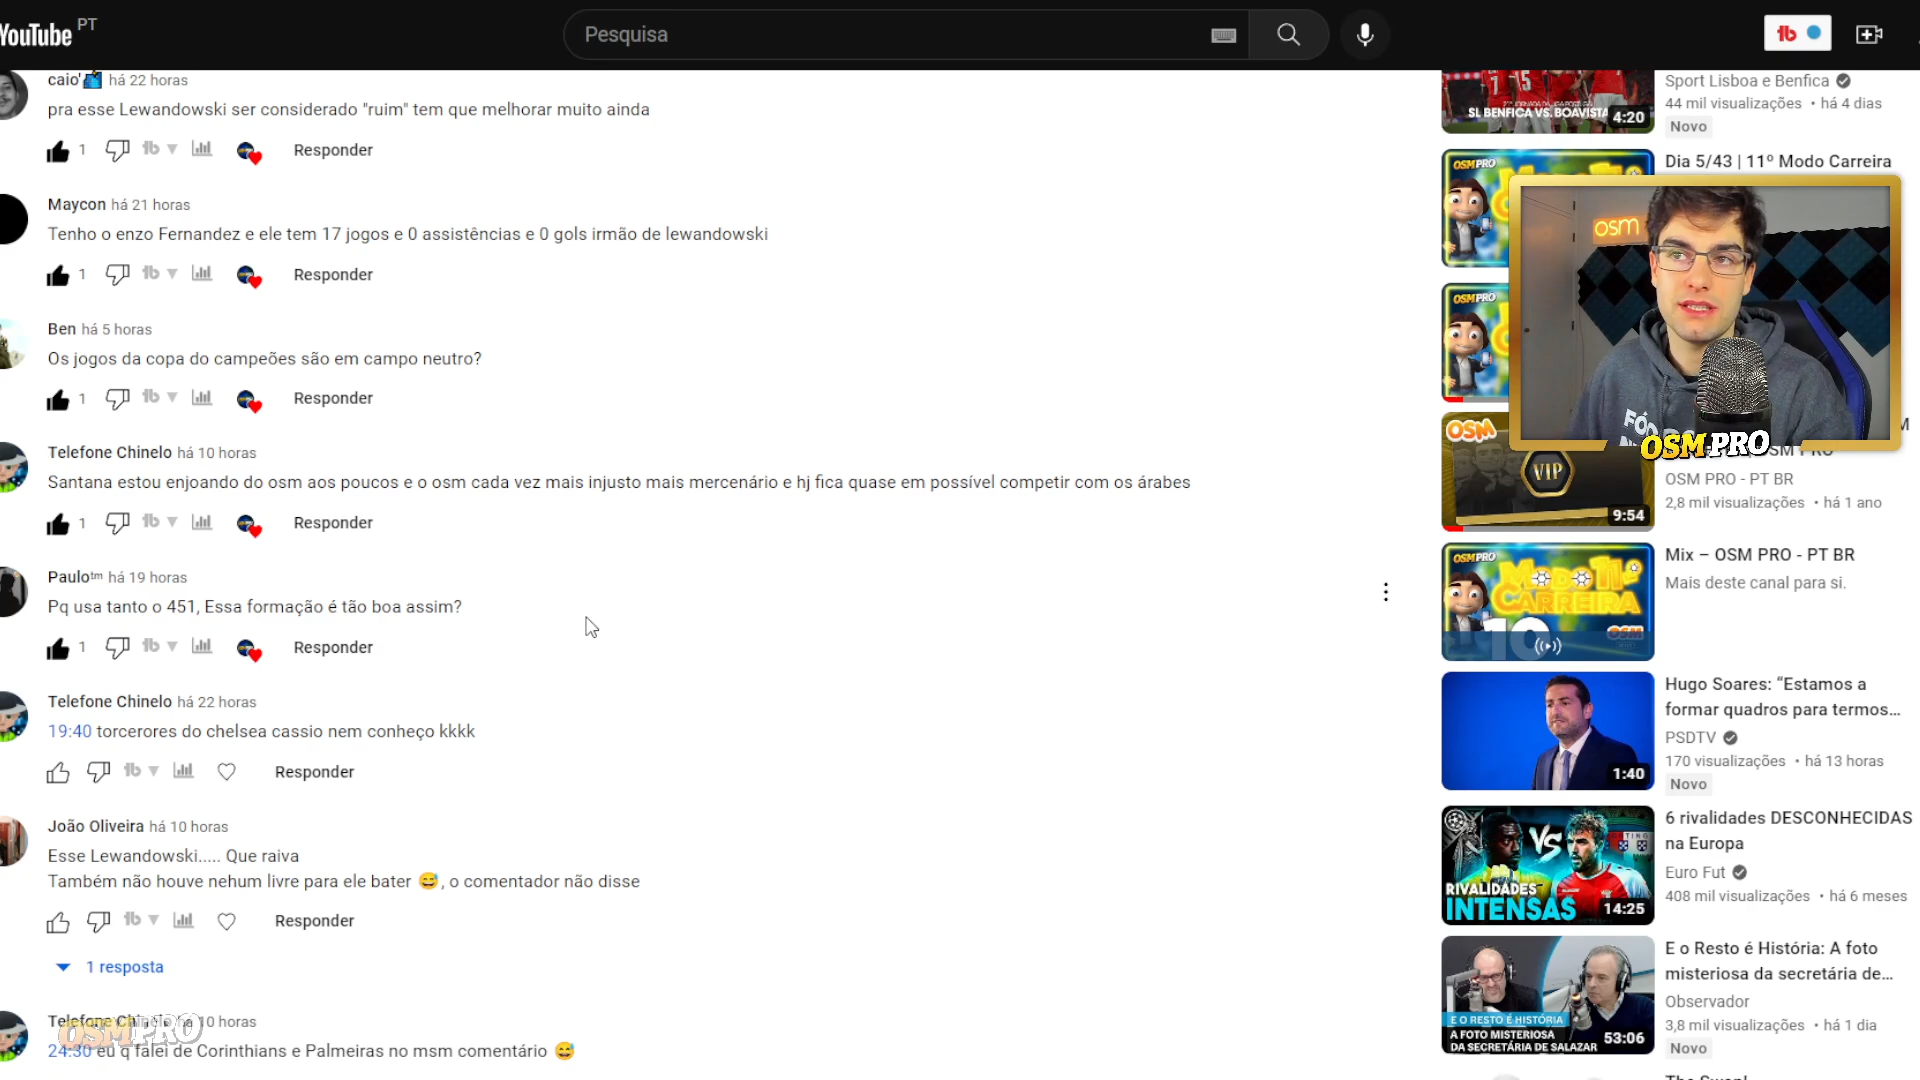 YouTube PT
Pesquisa
caio' há 22 horas
pra esse Lewandowski ser considerado "ruim" tem que melhorar muito ainda
1
Responder
Maycon há 21 horas
Tenho o enzo Fernandez e ele tem 17 jogos e 0 assistências e 0 gols irmão de lewandowski
1
Responder
Ben há 5 horas
Os jogos da copa do campeões são em campo neutro?
1
Responder
Telefone Chinelo há 10 horas
Santana estou enjoando do osm aos poucos e o osm cada vez mais injusto mais mercenário e hj fica quase em possível competir com os árabes
1
Responder
Paulo™ há 19 horas
Pq usa tanto o 451, Essa formação é tão boa assim?
1
Responder
Telefone Chinelo há 22 horas
19:40 torcerores do chelsea cassio nem conheço kkkk
Responder
João Oliveira há 10 horas
Esse Lewandowski..... Que raiva
Também não houve nehum livre para ele bater 😅, o comentador não disse
Responder
1 resposta
Telefone Chinelo há 10 horas
24:30 eu q falei de Corinthians e Palmeiras no msm comentário 😅
OSM PRO
SL BENFICA VS. BOAVISTA
4:20
Sport Lisboa e Benfica
44 mil visualizações • há 4 dias
Novo
OSM PRO
Dia 5/43 | 11º Modo Carreira
OSM PRO
osm
OSM PRO
OSM
VIP
9:54
OSM PRO - PT BR
2,8 mil visualizações • há 1 ano
OSM PRO
MODO
CARREIRA
10
OSM
Mix – OSM PRO - PT BR
Mais deste canal para si.
1:40
Hugo Soares: “Estamos a
formar quadros para termos...
PSDTV
170 visualizações • há 13 horas
Novo
VS
RIVALIDADES
INTENSAS
14:25
6 rivalidades DESCONHECIDAS
na Europa
Euro Fut
408 mil visualizações • há 6 meses
E O RESTO É HISTÓRIA
A FOTO MISTERIOSA
DA SECRETÁRIA DE SALAZAR
53:06
E o Resto é História: A foto
misteriosa da secretária de...
Observador
3,8 mil visualizações • há 1 dia
Novo